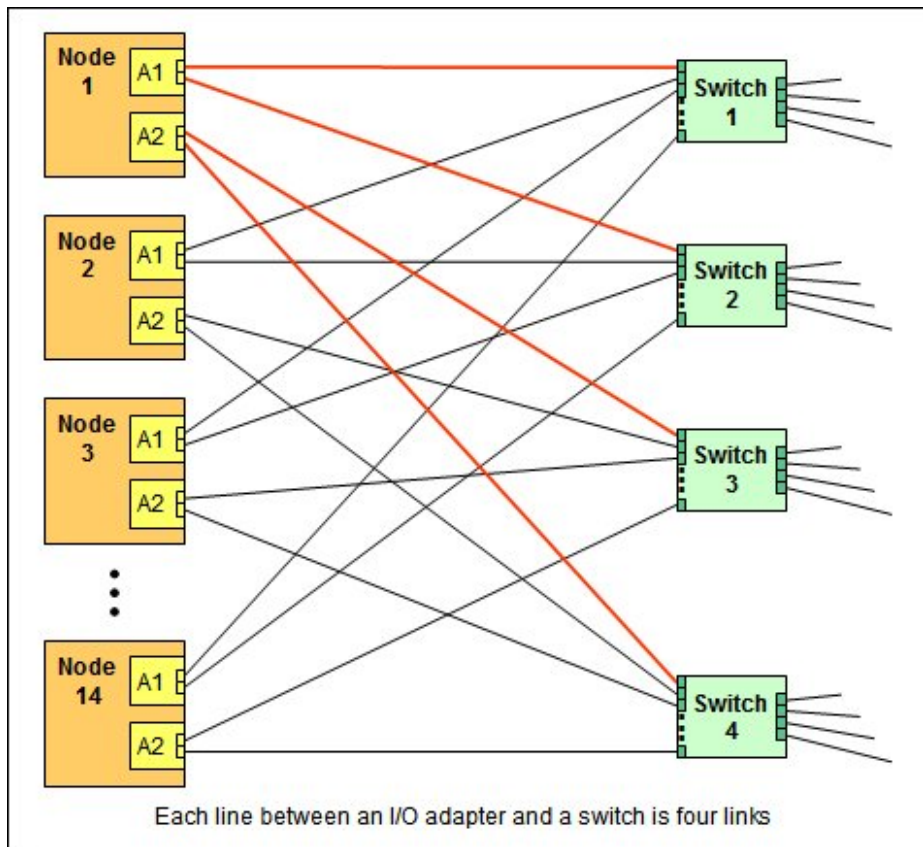 Node
1
A1
A2
Switch
1
Node
2
A1
A2
Switch
2
Node
3
A1
A2
Switch
3
Node
14
A1
A2
Switch
4
Each line between an I/O adapter and a switch is four links